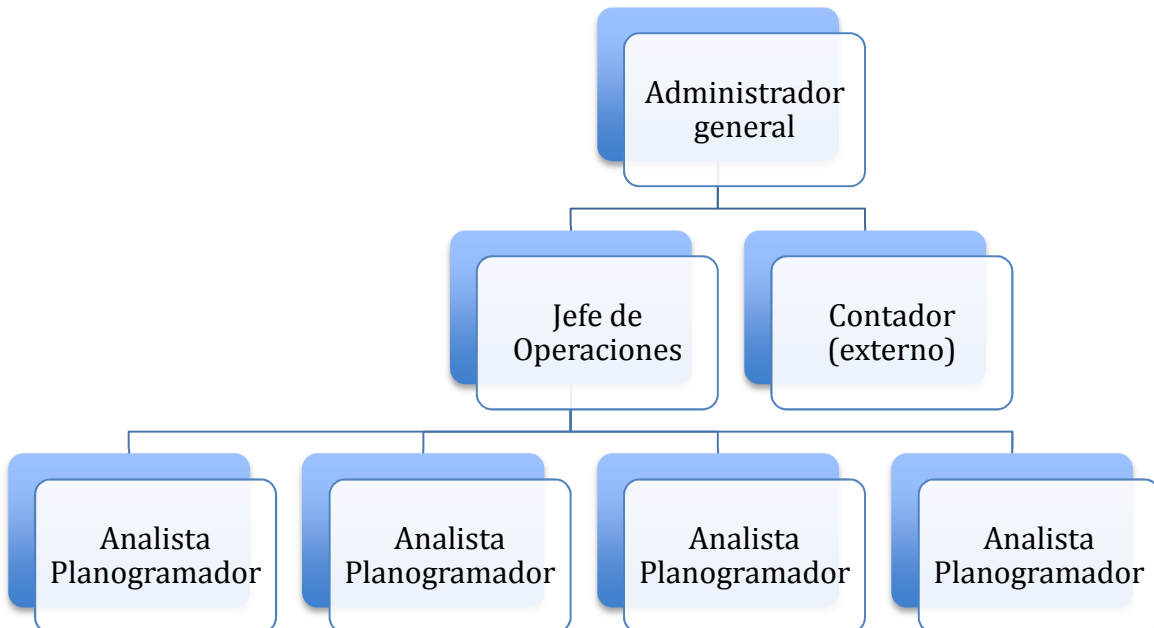 Administrador
general
Jefe de
Operaciones
Contador
(externo)
Analista
Planogramador
Analista
Planogramador
Analista
Planogramador
Analista
Planogramador